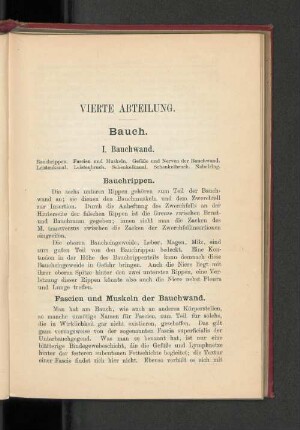 VIERTE ABTEILUNG.
Bauch.
I. Bauchwand.
Bauchrippen. Fascien und Muskeln. Gefäße und Nerven der Bauchwand.
Leistenkanal. Leistenbruch. Schenkelkanal. Schenkelbruch. Nabelring.
Bauchrippen.
Die sechs unteren Rippen gehören zum Teil der Bauch-
wand an; sie dienen den Bauchmuskeln und dem Zwerchfell
zur Insertion. Durch die Anheftung des Zwerchfells an der
Hinterseite der falschen Rippen ist die Grenze zwischen Brust-
und Bauchraum gegeben; nicht etwa die Zacken des
M. transversus zwischen die Zacken der Zwerchfellinsertionen
eingreifen.
Die oberen Baucheingeweide, Leber, Magen, Milz, sind
zum guten Teil von den Bauchrippen bedeckt. Eine Kon-
tusion in der Höhe des Bauchrippenteils kann demnach diese
Baucheingeweide in Gefahr bringen. Auch die Niere liegt mit
ihrer oberen Spitze hinter den zwei untersten Rippen, eine Ver-
letzung dieser Rippen könnte also auch die Niere nebst Pleura
und Lunge treffen.
Fascien und Muskeln der Bauchwand.
Man hat am Bauch, wie auch an anderen Körperstellen,
so manche unnötige Namen für Fascien, zum Teil für solche,
die in Wirklichkeit gar nicht existieren, geschaffen. Das gilt
ganz vorzugsweise von der sogenannten Fascia superficialis der
Unterbauchgegend. Was man so benannt hat, ist nur eine
blättrige Bindegewebsschicht, die die Gefäße und Lymphnetze
hinter der festeren subcutanen Fettschichte begleitet; die Textur
einer Fascie findet sich hier nicht. Ebenso verhält es sich mit